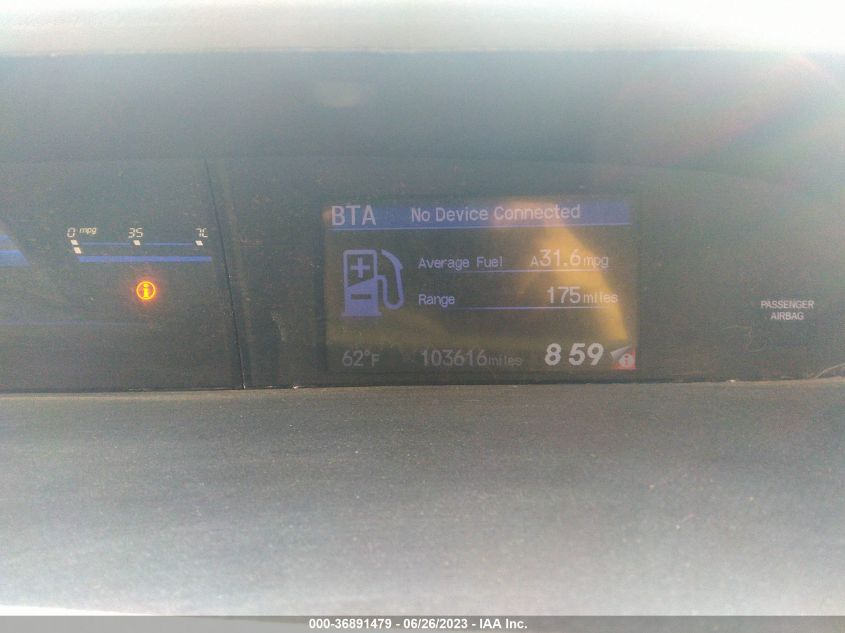 BTA No Device Connected
0 mpg 35 70
Average Fuel A31.6mpg
Range 175miles
PASSENGER
AIRBAG
62°F 103616miles 8 59
000-36891479 - 06/26/2023 - IAA Inc.